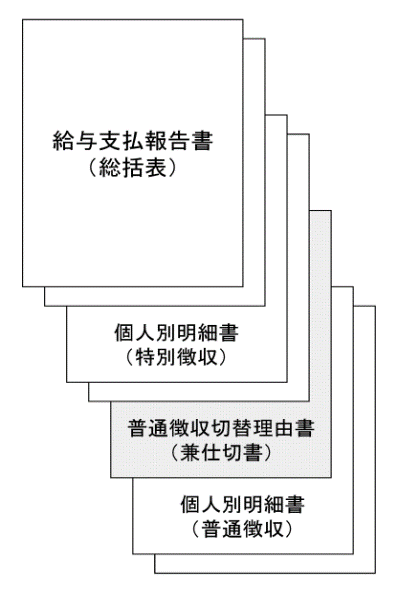 給与支払報告書
（総括表）
個人別明細書
（特別徴収）
普通徴収切替理由書
（兼仕切書）
個人別明細書
（普通徴収）